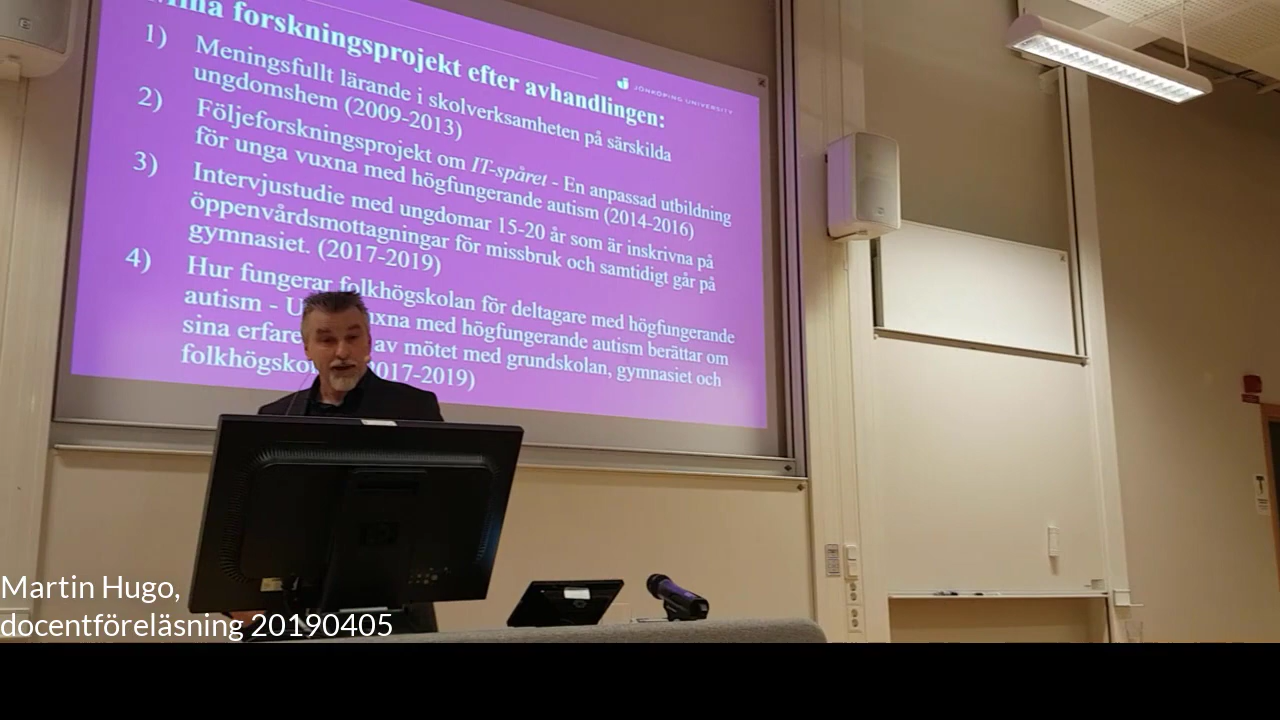 Mina forskningsprojekt efter avhandlingen:
JÖNKÖPING UNIVERSITY
1) Meningsfullt lärande i skolverksamheten på särskilda
ungdomshem (2009-2013)
2) Följeforskningsprojekt om IT-spåret - En anpassad utbildning
för unga vuxna med högfungerande autism (2014-2016)
3) Intervjustudie med ungdomar 15-20 år som är inskrivna på
öppenvårdsmottagningar för missbruk och samtidigt går på
gymnasiet. (2017-2019)
4) Hur fungerar folkhögskolan för deltagare med högfungerande
autism - U vuxna med högfungerande autism berättar om
sina erfare av mötet med grundskolan, gymnasiet och
folkhögsko 2017-2019)
Martin Hugo,
docentföreläsning 20190405